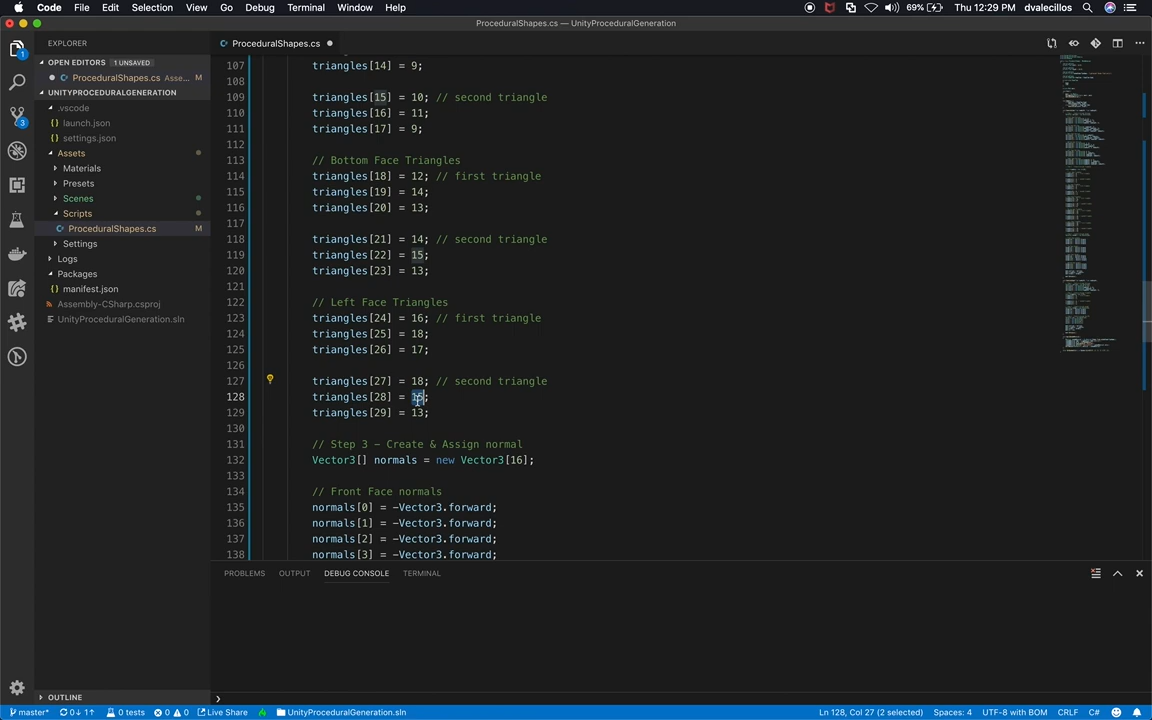 Code File Edit Selection View Go Debug Terminal Window Help 69% Thu 12:29 PM dvalecillos
ProceduralShapes.cs — UnityProceduralGeneration
EXPLORER
OPEN EDITORS 1 UNSAVED
ProceduralShapes.cs Asse... M
UNITYPROCEDURALGENERATION
.vscode
launch.json
settings.json
Assets
Materials
Presets
Scenes
Scripts
ProceduralShapes.cs M
Settings
Logs
Packages
manifest.json
Assembly-CSharp.csproj
UnityProceduralGeneration.sln
OUTLINE
ProceduralShapes.cs
107 triangles[14] = 9;
108
109 triangles[15] = 10; // second triangle
110 triangles[16] = 11;
111 triangles[17] = 9;
112
113 // Bottom Face Triangles
114 triangles[18] = 12; // first triangle
115 triangles[19] = 14;
116 triangles[20] = 13;
117
118 triangles[21] = 14; // second triangle
119 triangles[22] = 15;
120 triangles[23] = 13;
121
122 // Left Face Triangles
123 triangles[24] = 16; // first triangle
124 triangles[25] = 18;
125 triangles[26] = 17;
126
127 triangles[27] = 18; // second triangle
128 triangles[28] = 15;
129 triangles[29] = 13;
130
131 // Step 3 - Create & Assign normal
132 Vector3[] normals = new Vector3[16];
133
134 // Front Face normals
135 normals[0] = -Vector3.forward;
136 normals[1] = -Vector3.forward;
137 normals[2] = -Vector3.forward;
138 normals[3] = -Vector3.forward;
PROBLEMS OUTPUT DEBUG CONSOLE TERMINAL
master* 0↓ 1↑ 0 tests 0 0 Live Share UnityProceduralGeneration.sln Ln 128, Col 27 (2 selected) Spaces: 4 UTF-8 with BOM CRLF C#